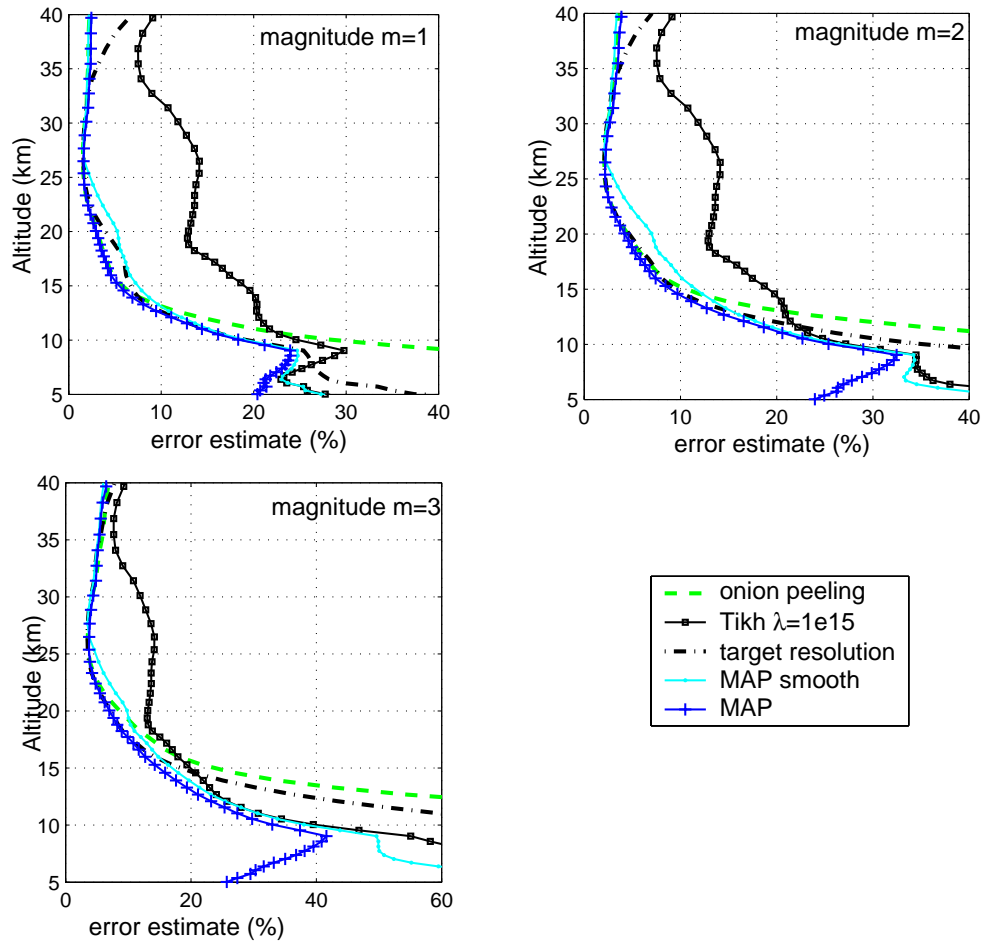 magnitude m=1
40
35
30
25
20
15
10
5
Altitude (km)
0
10
20
30
40
error estimate (%)
magnitude m=2
40
35
30
25
20
15
10
5
Altitude (km)
0
10
20
30
40
error estimate (%)
magnitude m=3
40
35
30
25
20
15
10
5
Altitude (km)
0
20
40
60
error estimate (%)
onion peeling
Tikh λ=1e15
target resolution
MAP smooth
MAP